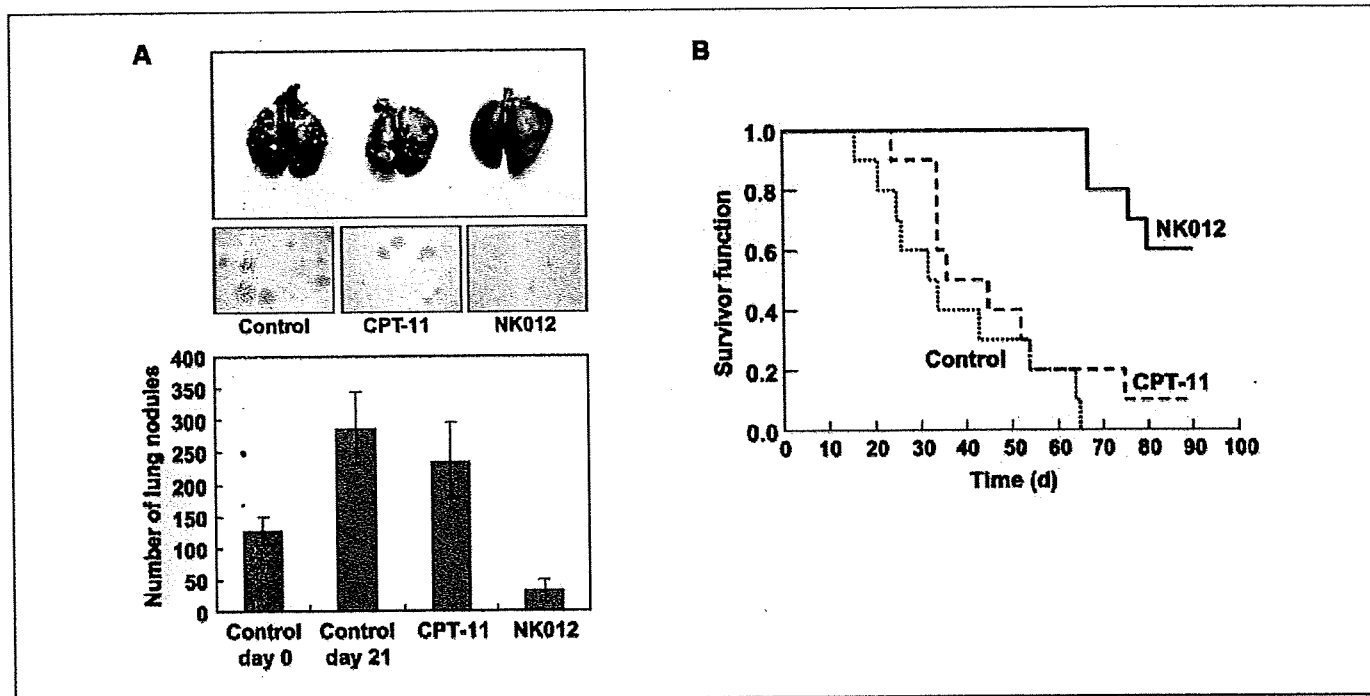 A
Control CPT-11 NK012
Number of lung nodules
400
350
300
250
200
150
100
50
0
Control day 0
Control day 21
CPT-11
NK012
B
Survivor function
1.0
0.8
0.6
0.4
0.2
0.0
NK012
Control
CPT-11
0 10 20 30 40 50 60 70 80 90 100
Time (d)